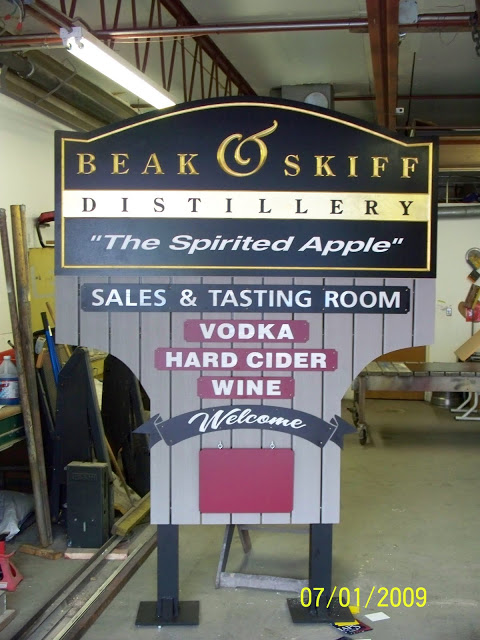 BEAK & SKIFF
DISTILLERY
"The Spirited Apple"
SALES & TASTING ROOM
VODKA
HARD CIDER
WINE
Welcome
07/01/2009